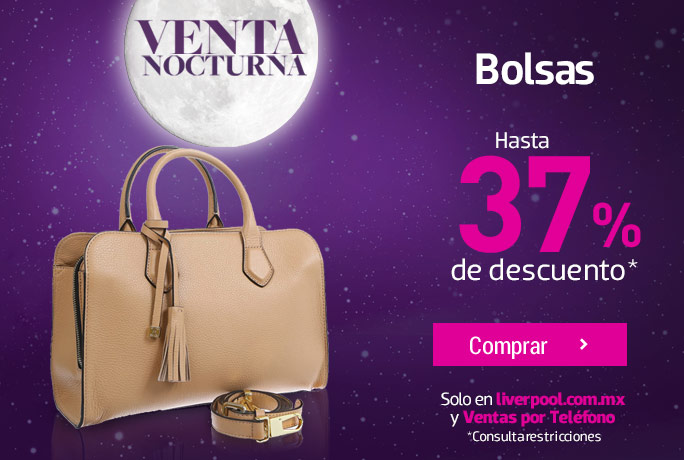 VENTA
NOCTURNA
Bolsas
Hasta
37%
de descuento*
Comprar >
Solo en liverpool.com.mx
y Ventas por Teléfono
*Consulta restricciones